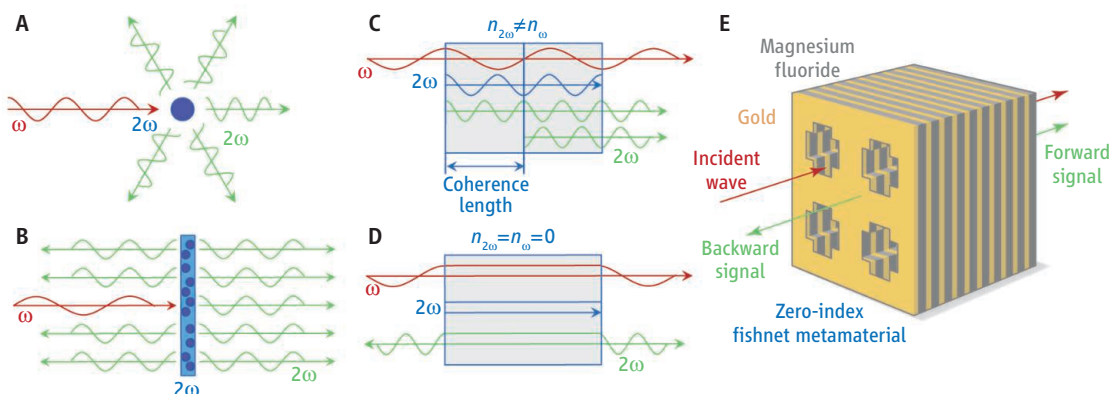 A
ω
2ω
2ω
B
ω
2ω
2ω
C
n2ω≠nω
ω
2ω
2ω
Coherence
length
D
n2ω=nω=0
ω
2ω
2ω
E
Magnesium
fluoride
Gold
Incident
wave
Forward
signal
Backward
signal
Zero-index
fishnet metamaterial